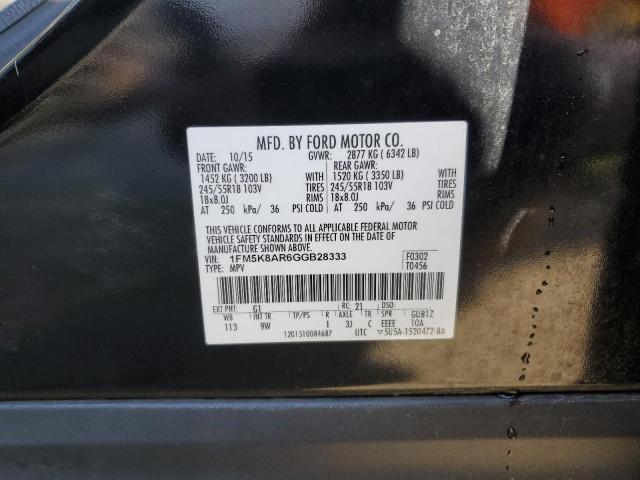 MFD. BY FORD MOTOR CO.
DATE: 10/15 GVWR: 2877 KG ( 6342 LB)
FRONT GAWR: REAR GAWR:
1452 KG ( 3200 LB) WITH 1520 KG ( 3350 LB) WITH
245/55R18 103V TIRES 245/55R18 103V TIRES
18x8.0J RIMS 18x8.0J RIMS
AT 250 kPa/ 36 PSI COLD AT 250 kPa/ 36 PSI COLD
THIS VEHICLE CONFORMS TO ALL APPLICABLE FEDERAL MOTOR
VEHICLE SAFETY STANDARDS IN EFFECT ON THE DATE OF
MANUFACTURE SHOWN ABOVE.
VIN: 1FM5K8AR6GGB28333 F0302
TYPE: MPV T0456
EXT PNT: G1 RC: 21 DSO:
WB INT TR TP/PS R AXLE TR SPR GUB1Z
113 9W 1 3J C EEEE 10A
1201510084687 UTC ▽5U5A-1520472-BA